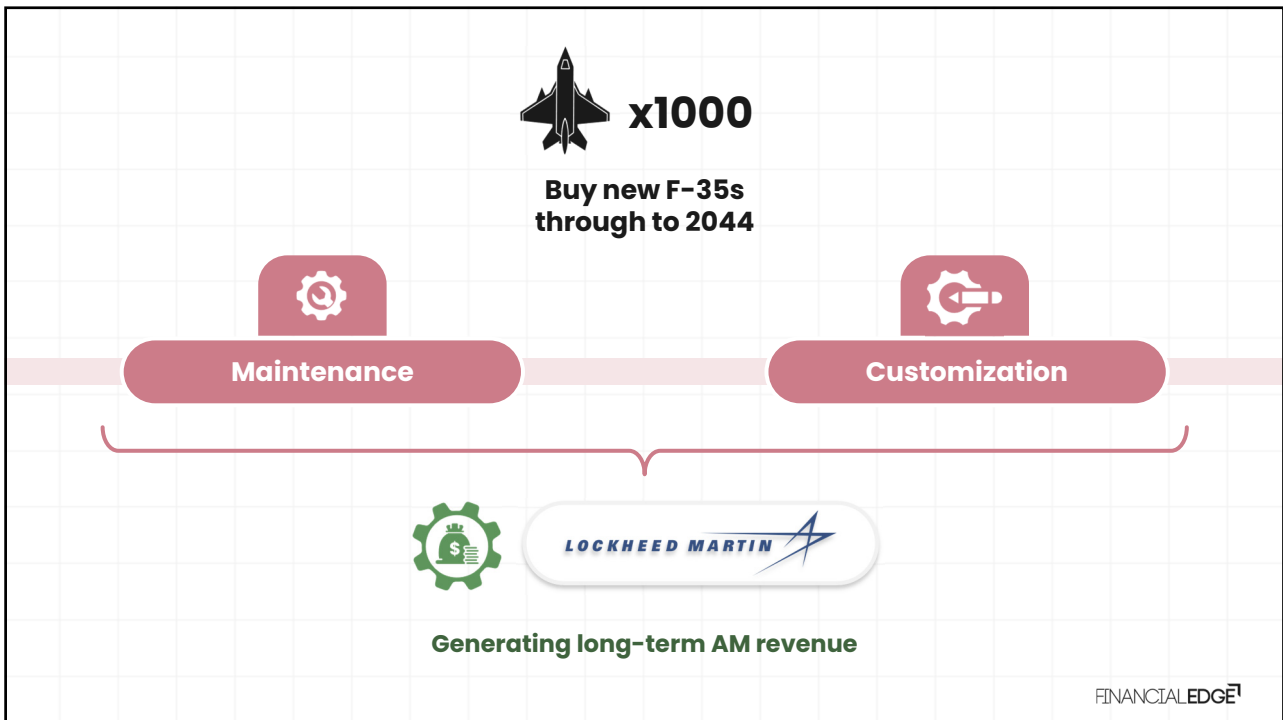 x1000
Buy new F-35s
through to 2044
Maintenance
Customization
$
LOCKHEED MARTIN
Generating long-term AM revenue
FINANCIALEDGE